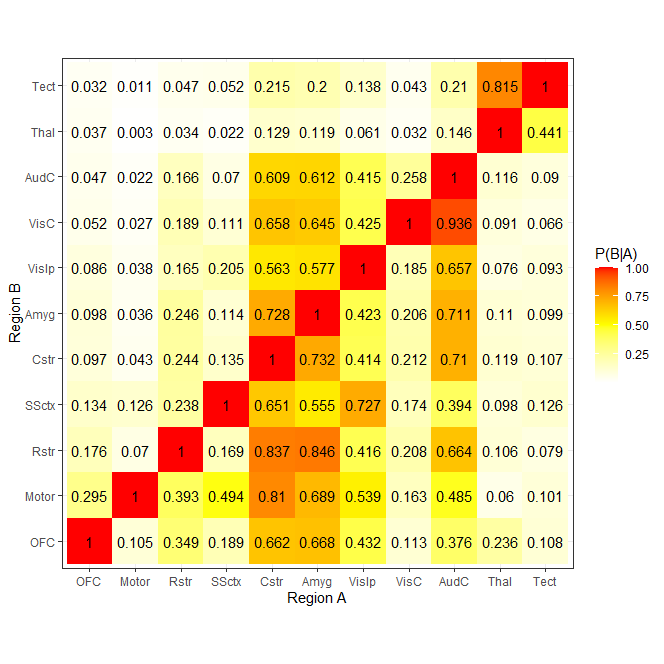 Tect 0.032 0.011 0.047 0.052 0.215 0.2 0.138 0.043 0.21 0.815 1
Thal 0.037 0.003 0.034 0.022 0.129 0.119 0.061 0.032 0.146 1 0.441
AudC 0.047 0.022 0.166 0.07 0.609 0.612 0.415 0.258 1 0.116 0.09
VisC 0.052 0.027 0.189 0.111 0.658 0.645 0.425 1 0.936 0.091 0.066
VisIp 0.086 0.038 0.165 0.205 0.563 0.577 1 0.185 0.657 0.076 0.093
Amyg 0.098 0.036 0.246 0.114 0.728 1 0.423 0.206 0.711 0.11 0.099
Cstr 0.097 0.043 0.244 0.135 1 0.732 0.414 0.212 0.71 0.119 0.107
SSctx 0.134 0.126 0.238 1 0.651 0.555 0.727 0.174 0.394 0.098 0.126
Rstr 0.176 0.07 1 0.169 0.837 0.846 0.416 0.208 0.664 0.106 0.079
Motor 0.295 1 0.393 0.494 0.81 0.689 0.539 0.163 0.485 0.06 0.101
OFC 1 0.105 0.349 0.189 0.662 0.668 0.432 0.113 0.376 0.236 0.108
OFC Motor Rstr SSctx Cstr Amyg VisIp VisC AudC Thal Tect
Region A
Region B
P(B|A)
1.00
0.75
0.50
0.25